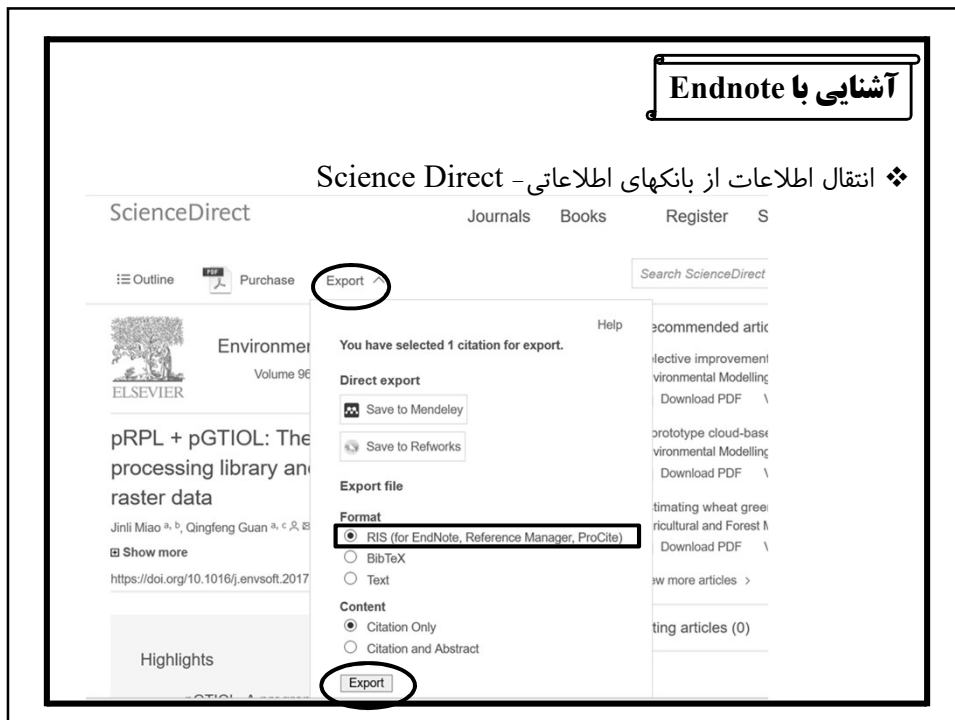 آشنایی با Endnote
❖ انتقال اطلاعات از بانکهای اطلاعاتی- Science Direct
ScienceDirect
Journals Books Register S
Outline PDF Purchase Export
Search ScienceDirect
Help
You have selected 1 citation for export.
Direct export
Save to Mendeley
Save to Refworks
Export file
Format
RIS (for EndNote, Reference Manager, ProCite)
BibTeX
Text
Content
Citation Only
Citation and Abstract
Export
ELSEVIER
Environmen
Volume 96
pRPL + pGTIOL: The
processing library an
raster data
Jinli Miao a, b, Qingfeng Guan a, c
Show more
https://doi.org/10.1016/j.envsoft.2017
Highlights
ecommended artic
lective improvement
vironmental Modelling
Download PDF
prototype cloud-base
vironmental Modelling
Download PDF
timating wheat gree
ricultural and Forest M
Download PDF
ew more articles >
ting articles (0)